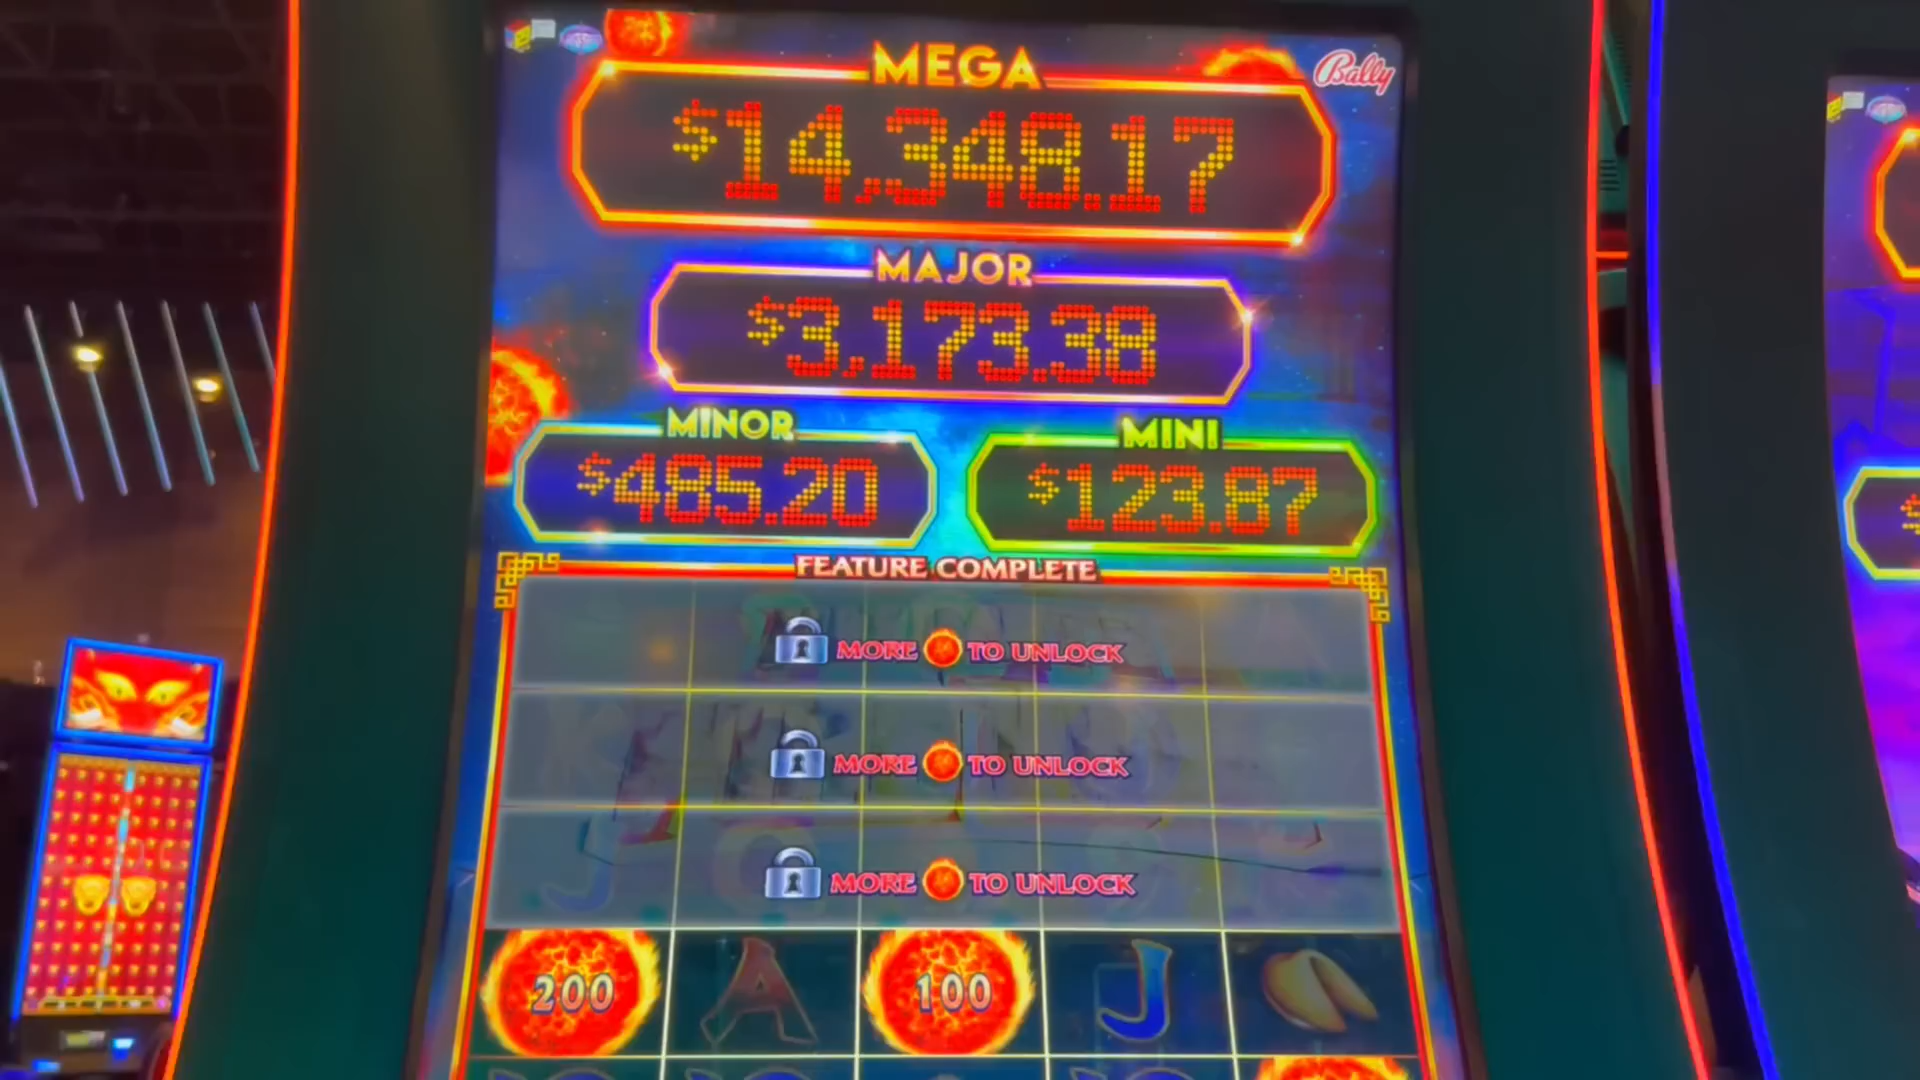 MEGA
Bally
$14,348.17
MAJOR
$3,173.38
MINOR
MINI
$485.20
$123.87
FEATURE COMPLETE
MORE TO UNLOCK
MORE TO UNLOCK
MORE TO UNLOCK
200
A
100
J